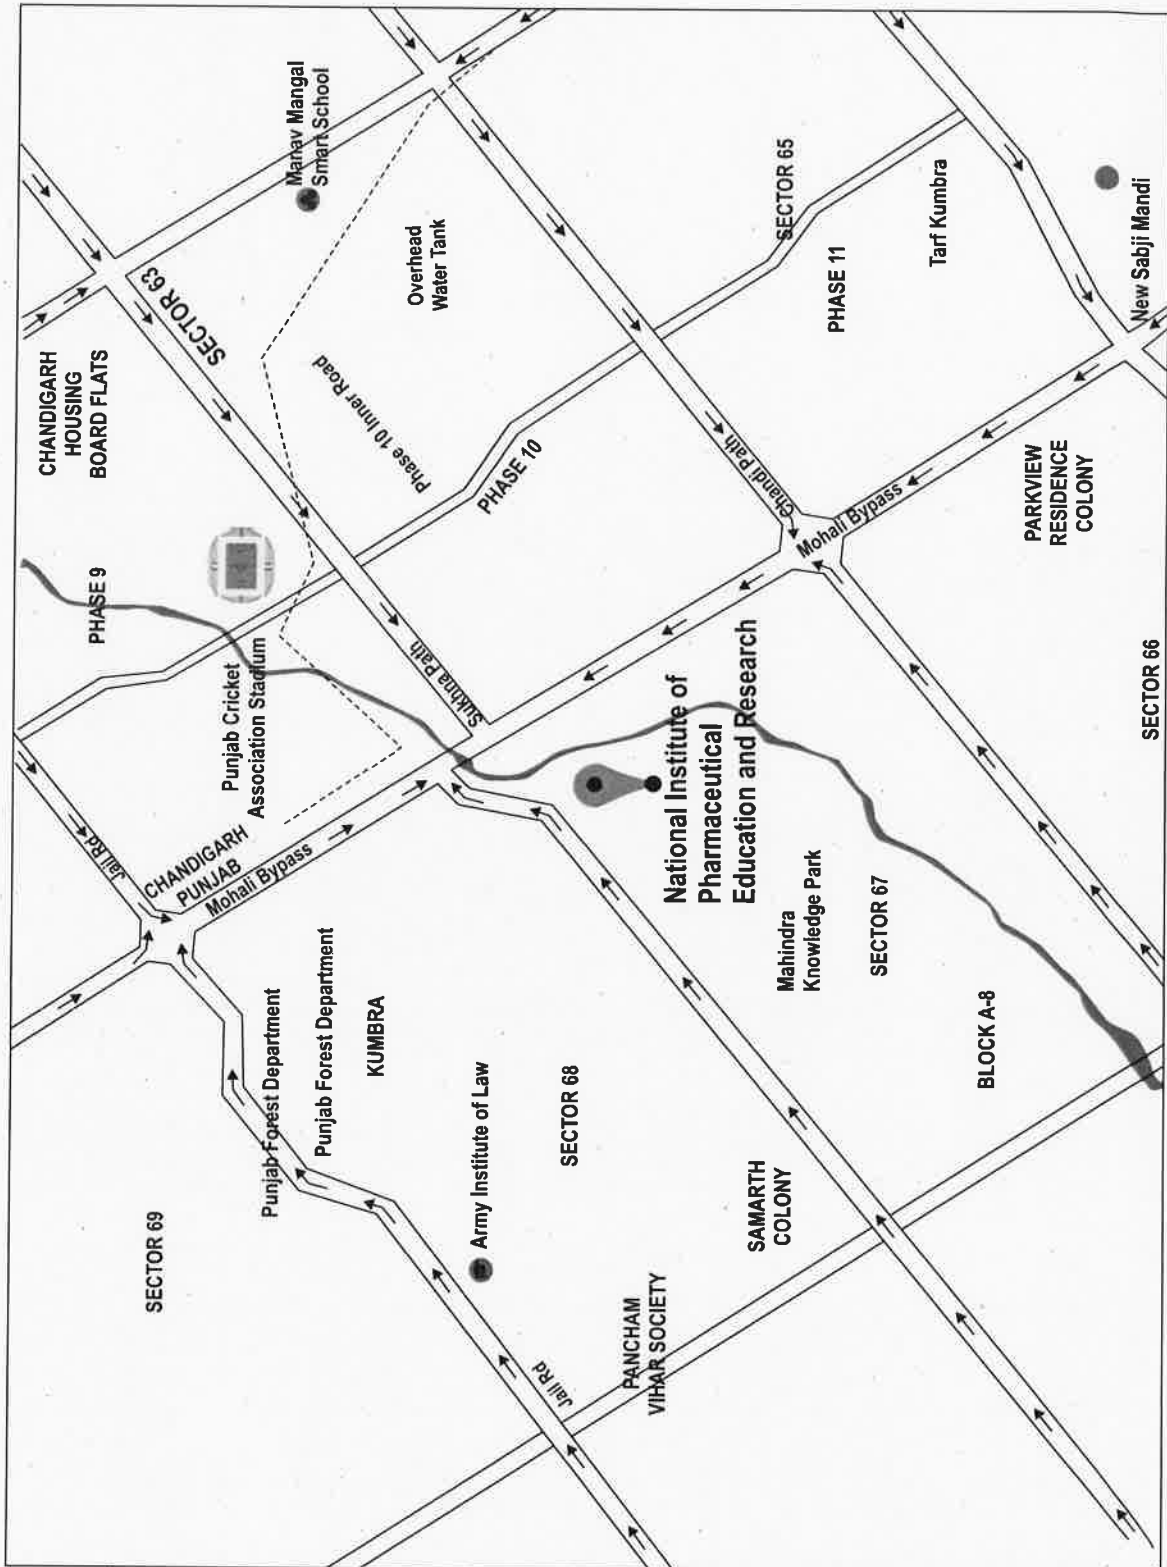 SECTOR 69
Punjab Forest Department
Punjab Forest Department
KUMBRA
Army Institute of Law
SECTOR 68
Jail Rd
PANCHAM
VIHAR SOCIETY
SAMARTH
COLONY
Jail Rd
CHANDIGARH
PUNJAB
Mohali Bypass
Punjab Cricket
Association Stadium
PHASE 9
CHANDIGARH
HOUSING
BOARD FLATS
SECTOR 63
Manav Mangal
Smart School
Overhead
Water Tank
Phase 10 Inner Road
PHASE 10
Sukhna Path
National Institute of
Pharmaceutical
Education and Research
Mahindra
Knowledge Park
SECTOR 67
BLOCK A-8
Chandi Path
Mohali Bypass
SECTOR 65
PHASE 11
Tarf Kumbra
New Sabji Mandi
PARKVIEW
RESIDENCE
COLONY
SECTOR 66